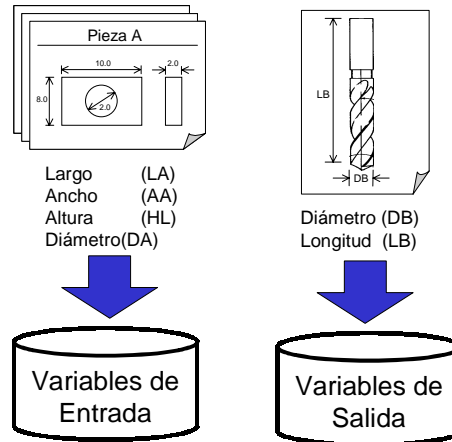 Pieza A
10.0
2.0
8.0
2.0
Largo (LA)
Ancho (AA)
Altura (HL)
Diámetro(DA)
Variables de
Entrada
LB
DB
Diámetro (DB)
Longitud (LB)
Variables de
Salida